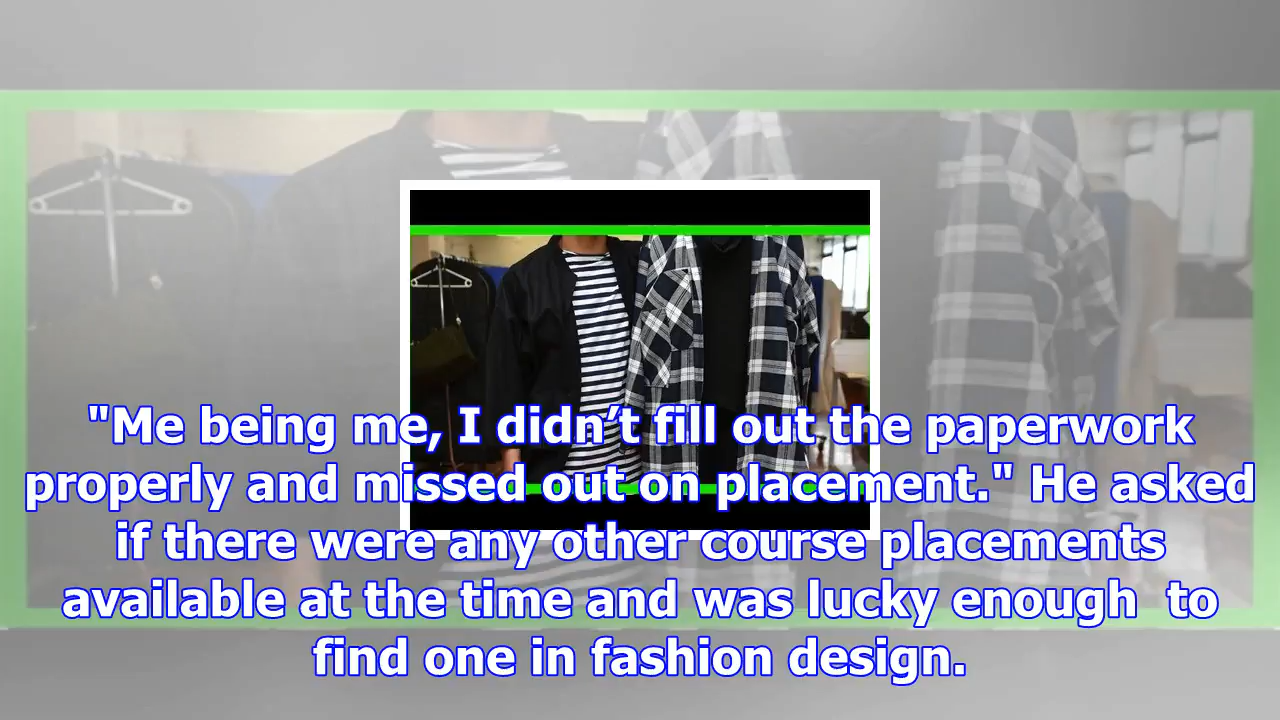 "Me being me, I didn’t fill out the paperwork
properly and missed out on placement." He asked
if there were any other course placements
available at the time and was lucky enough  to
find one in fashion design.